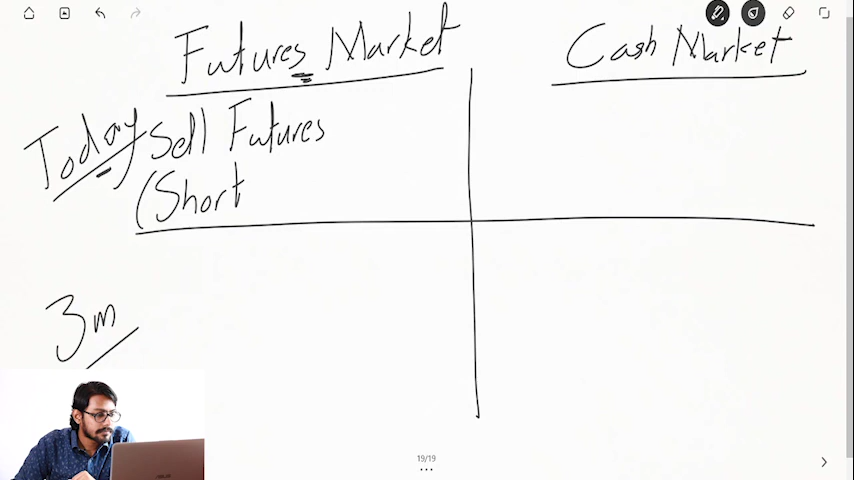 Futures Market
Cash Market
Today
Sell Futures
(Short
3m
19/19